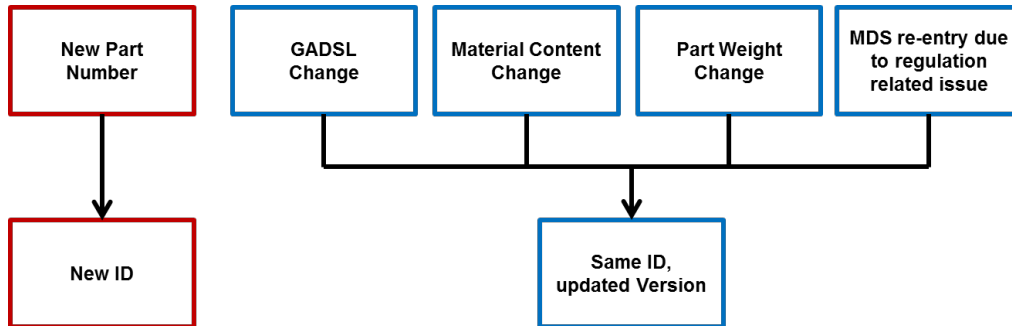 New Part
Number
GADSL
Change
Material Content
Change
Part Weight
Change
MDS re-entry due
to regulation
related issue
New ID
Same ID,
updated Version